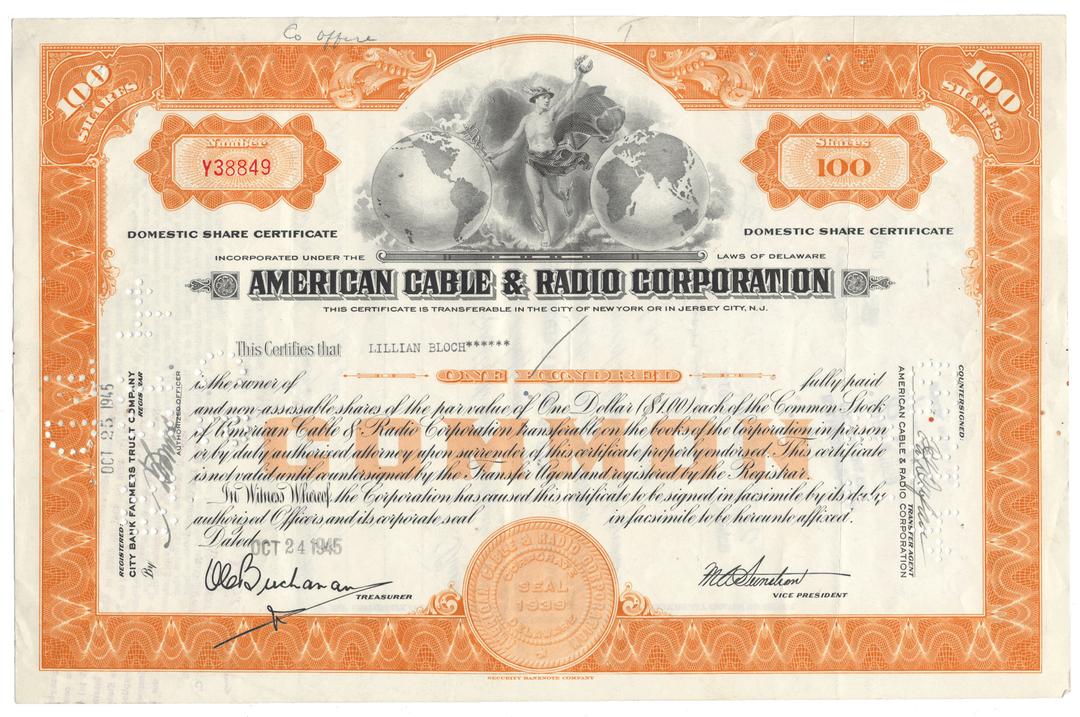 Co Office
100 SHARES
100 SHARES
Number
Y38849
Shares
100
DOMESTIC SHARE CERTIFICATE
DOMESTIC SHARE CERTIFICATE
INCORPORATED UNDER THE
LAWS OF DELAWARE
AMERICAN CABLE & RADIO CORPORATION
THIS CERTIFICATE IS TRANSFERABLE IN THE CITY OF NEW YORK OR IN JERSEY CITY, N.J.
This Certifies that LILLIAN BLOCH******
is the owner of ONE HUNDRED fully paid
and non-assessable shares of the par value of One Dollar ($1.00) each of the Common Stock
of American Cable & Radio Corporation transferable on the books of the Corporation in person
or by duly authorized attorney upon surrender of this certificate properly endorsed. This certificate
is not valid until countersigned by the Transfer Agent and registered by the Registrar.
In Witness Whereof, the Corporation has caused this certificate to be signed in facsimile by its duly
authorized Officers and its corporate seal in facsimile to be hereunto affixed.
COMMON
Dated OCT 24 1945
TREASURER
VICE PRESIDENT
AMERICAN CABLE & RADIO CORPORATION
CORPORATE
SEAL
1939
DELAWARE
OCT 25 1945
REGISTERED:
CITY BANK FARMERS TRUST COMPANY
REGISTRAR
By
AUTHORIZED OFFICER
COUNTERSIGNED:
AMERICAN CABLE & RADIO CORPORATION
TRANSFER AGENT
SECURITY BANKNOTE COMPANY